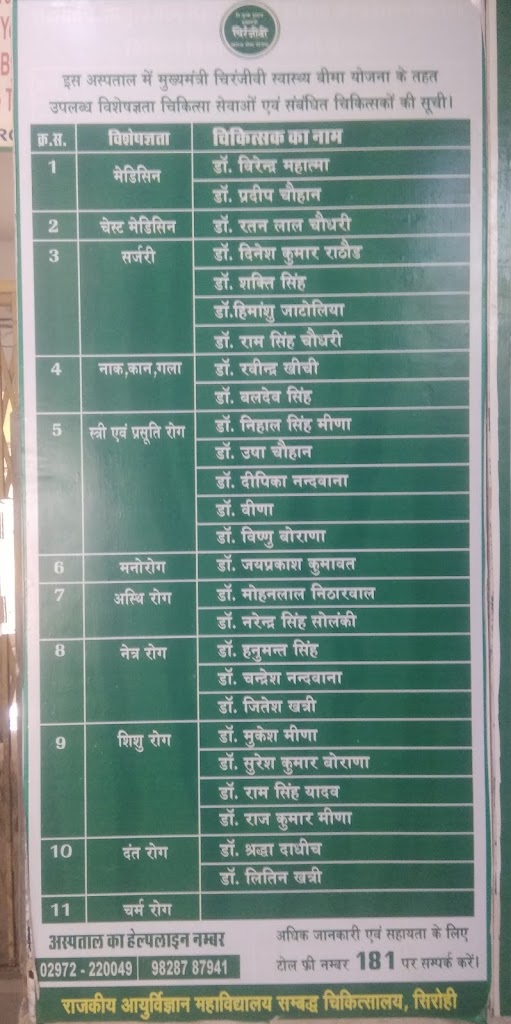 चिरंजीवी
इस अस्पताल में मुख्यमंत्री चिरंजीवी स्वास्थ्य बीमा योजना के तहत
उपलब्ध विशेषज्ञता चिकित्सा सेवाओं एवं संबंधित चिकित्सकों की सूची।
क्र.स. विशेषज्ञता चिकित्सक का नाम
1 मेडिसिन डॉ. विरेन्द्र महात्मा
डॉ. प्रदीप चौहान
2 चेस्ट मेडिसिन डॉ. रतन लाल चौधरी
3 सर्जरी डॉ. दिनेश कुमार राठौड
डॉ. शक्ति सिंह
डॉ.हिमांशु जाटोलिया
डॉ. राम सिंह चौधरी
4 नाक,कान,गला डॉ. रवीन्द्र खीची
डॉ. बलदेव सिंह
5 स्त्री एवं प्रसूति रोग डॉ. निहाल सिंह मीणा
डॉ. उषा चौहान
डॉ. दीपिका नन्दवाना
डॉ. वीणा
डॉ. विष्णु बोराणा
6 मनोरोग डॉ. जयप्रकाश कुमावत
7 अस्थि रोग डॉ. मोहनलाल निठारवाल
डॉ. नरेन्द्र सिंह सोलंकी
8 नेत्र रोग डॉ. हनुमन्त सिंह
डॉ. चन्द्रेश नन्दवाना
डॉ. जितेश खत्री
9 शिशु रोग डॉ. मुकेश मीणा
डॉ. सुरेश कुमार बोराणा
डॉ. राम सिंह यादव
डॉ. राज कुमार मीणा
10 दंत रोग डॉ. श्रद्धा दाधीच
डॉ. लितिन खत्री
11 चर्म रोग
अस्पताल का हेल्पलाइन नम्बर
02972 - 220049 98287 87941
अधिक जानकारी एवं सहायता के लिए
टोल फ्री नम्बर 181 पर सम्पर्क करें।
राजकीय आयुर्विज्ञान महाविद्यालय सम्बद्ध चिकित्सालय, सिरोही